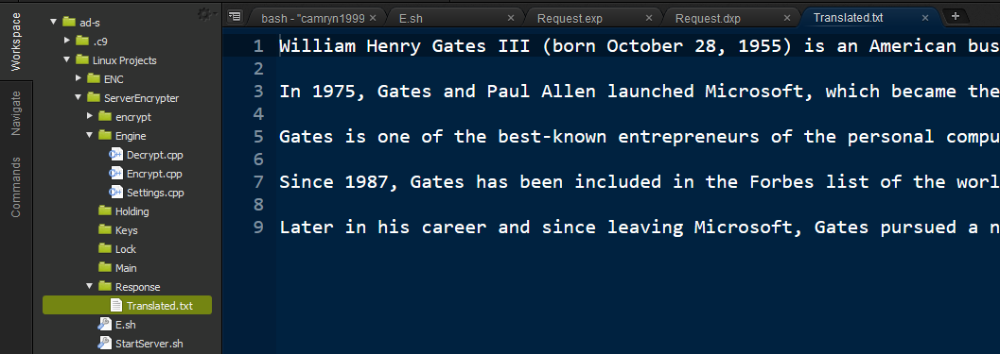 Workspace
Navigate
Commands
ad-s
.c9
Linux Projects
ENC
ServerEncrypter
encrypt
Engine
Decrypt.cpp
Encrypt.cpp
Settings.cpp
Holding
Keys
Lock
Main
Response
Translated.txt
E.sh
StartServer.sh
bash - "camryn1999 × E.sh × Request.exp × Request.dxp × Translated.txt × +
1 William Henry Gates III (born October 28, 1955) is an American bus
2
3 In 1975, Gates and Paul Allen launched Microsoft, which became the
4
5 Gates is one of the best-known entrepreneurs of the personal compu
6
7 Since 1987, Gates has been included in the Forbes list of the worl
8
9 Later in his career and since leaving Microsoft, Gates pursued a n